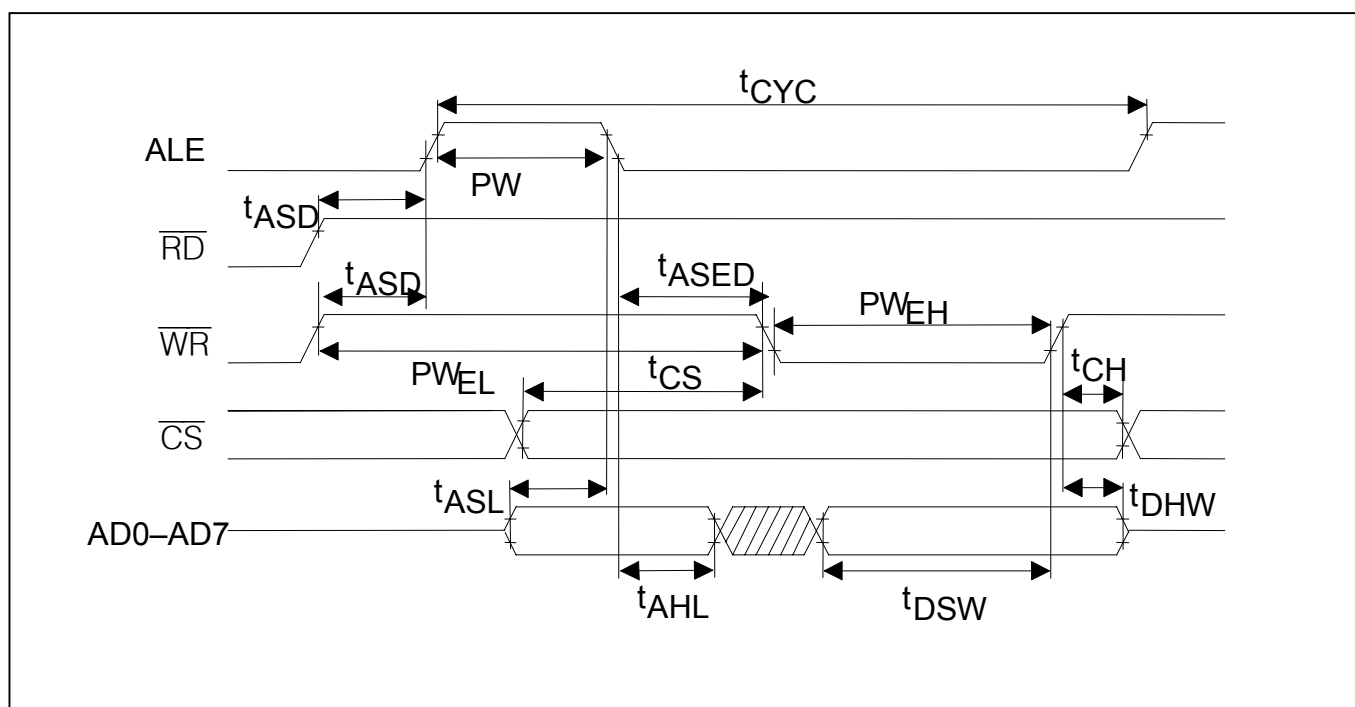 tCYC
ALE
PW
tASD
RD
tASD
tASED
PWEH
WR
PWEL
tCS
tCH
CS
tASL
tDHW
AD0–AD7
tAHL
tDSW